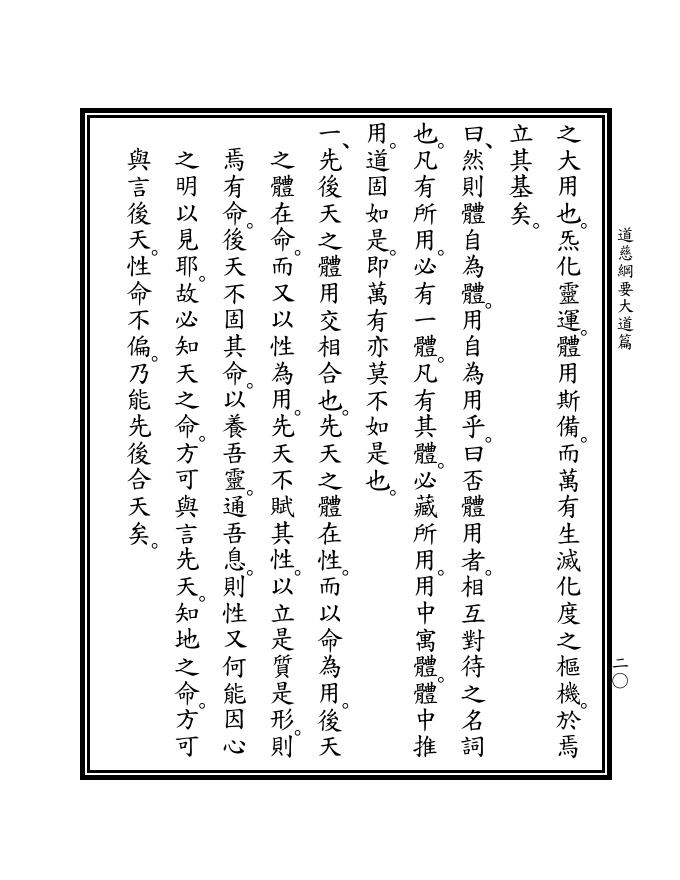 道慈綱要大道篇
二〇
之大用也。炁化靈運。體用斯備。而萬有生滅化度之樞機。於焉
立其基矣。
曰、然則體自為體。用自為用乎。曰否體用者。相互對待之名詞
也。凡有所用。必有一體。凡有其體。必藏所用。用中寓體。體中推
用。道固如是。即萬有亦莫不如是也。
一、先後天之體用交相合也。先天之體在性。而以命為用。後天
之體在命。而又以性為用。先天不賦其性。以立是質是形。則
焉有命。後天不固其命。以養吾靈。通吾息。則性又何能因心
之明以見耶。故必知天之命。方可與言先天。知地之命。方可
與言後天。性命不偏。乃能先後合天矣。